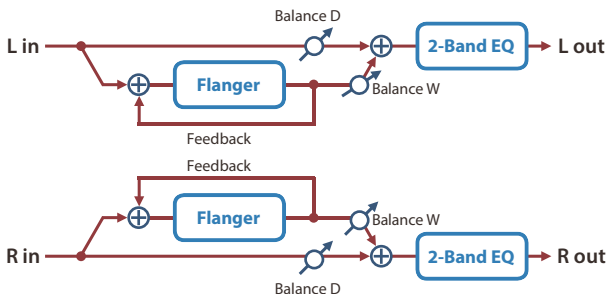 Balance D
L in
2-Band EQ
L out
Flanger
Balance W
Feedback
Feedback
Flanger
Balance W
R in
2-Band EQ
R out
Balance D